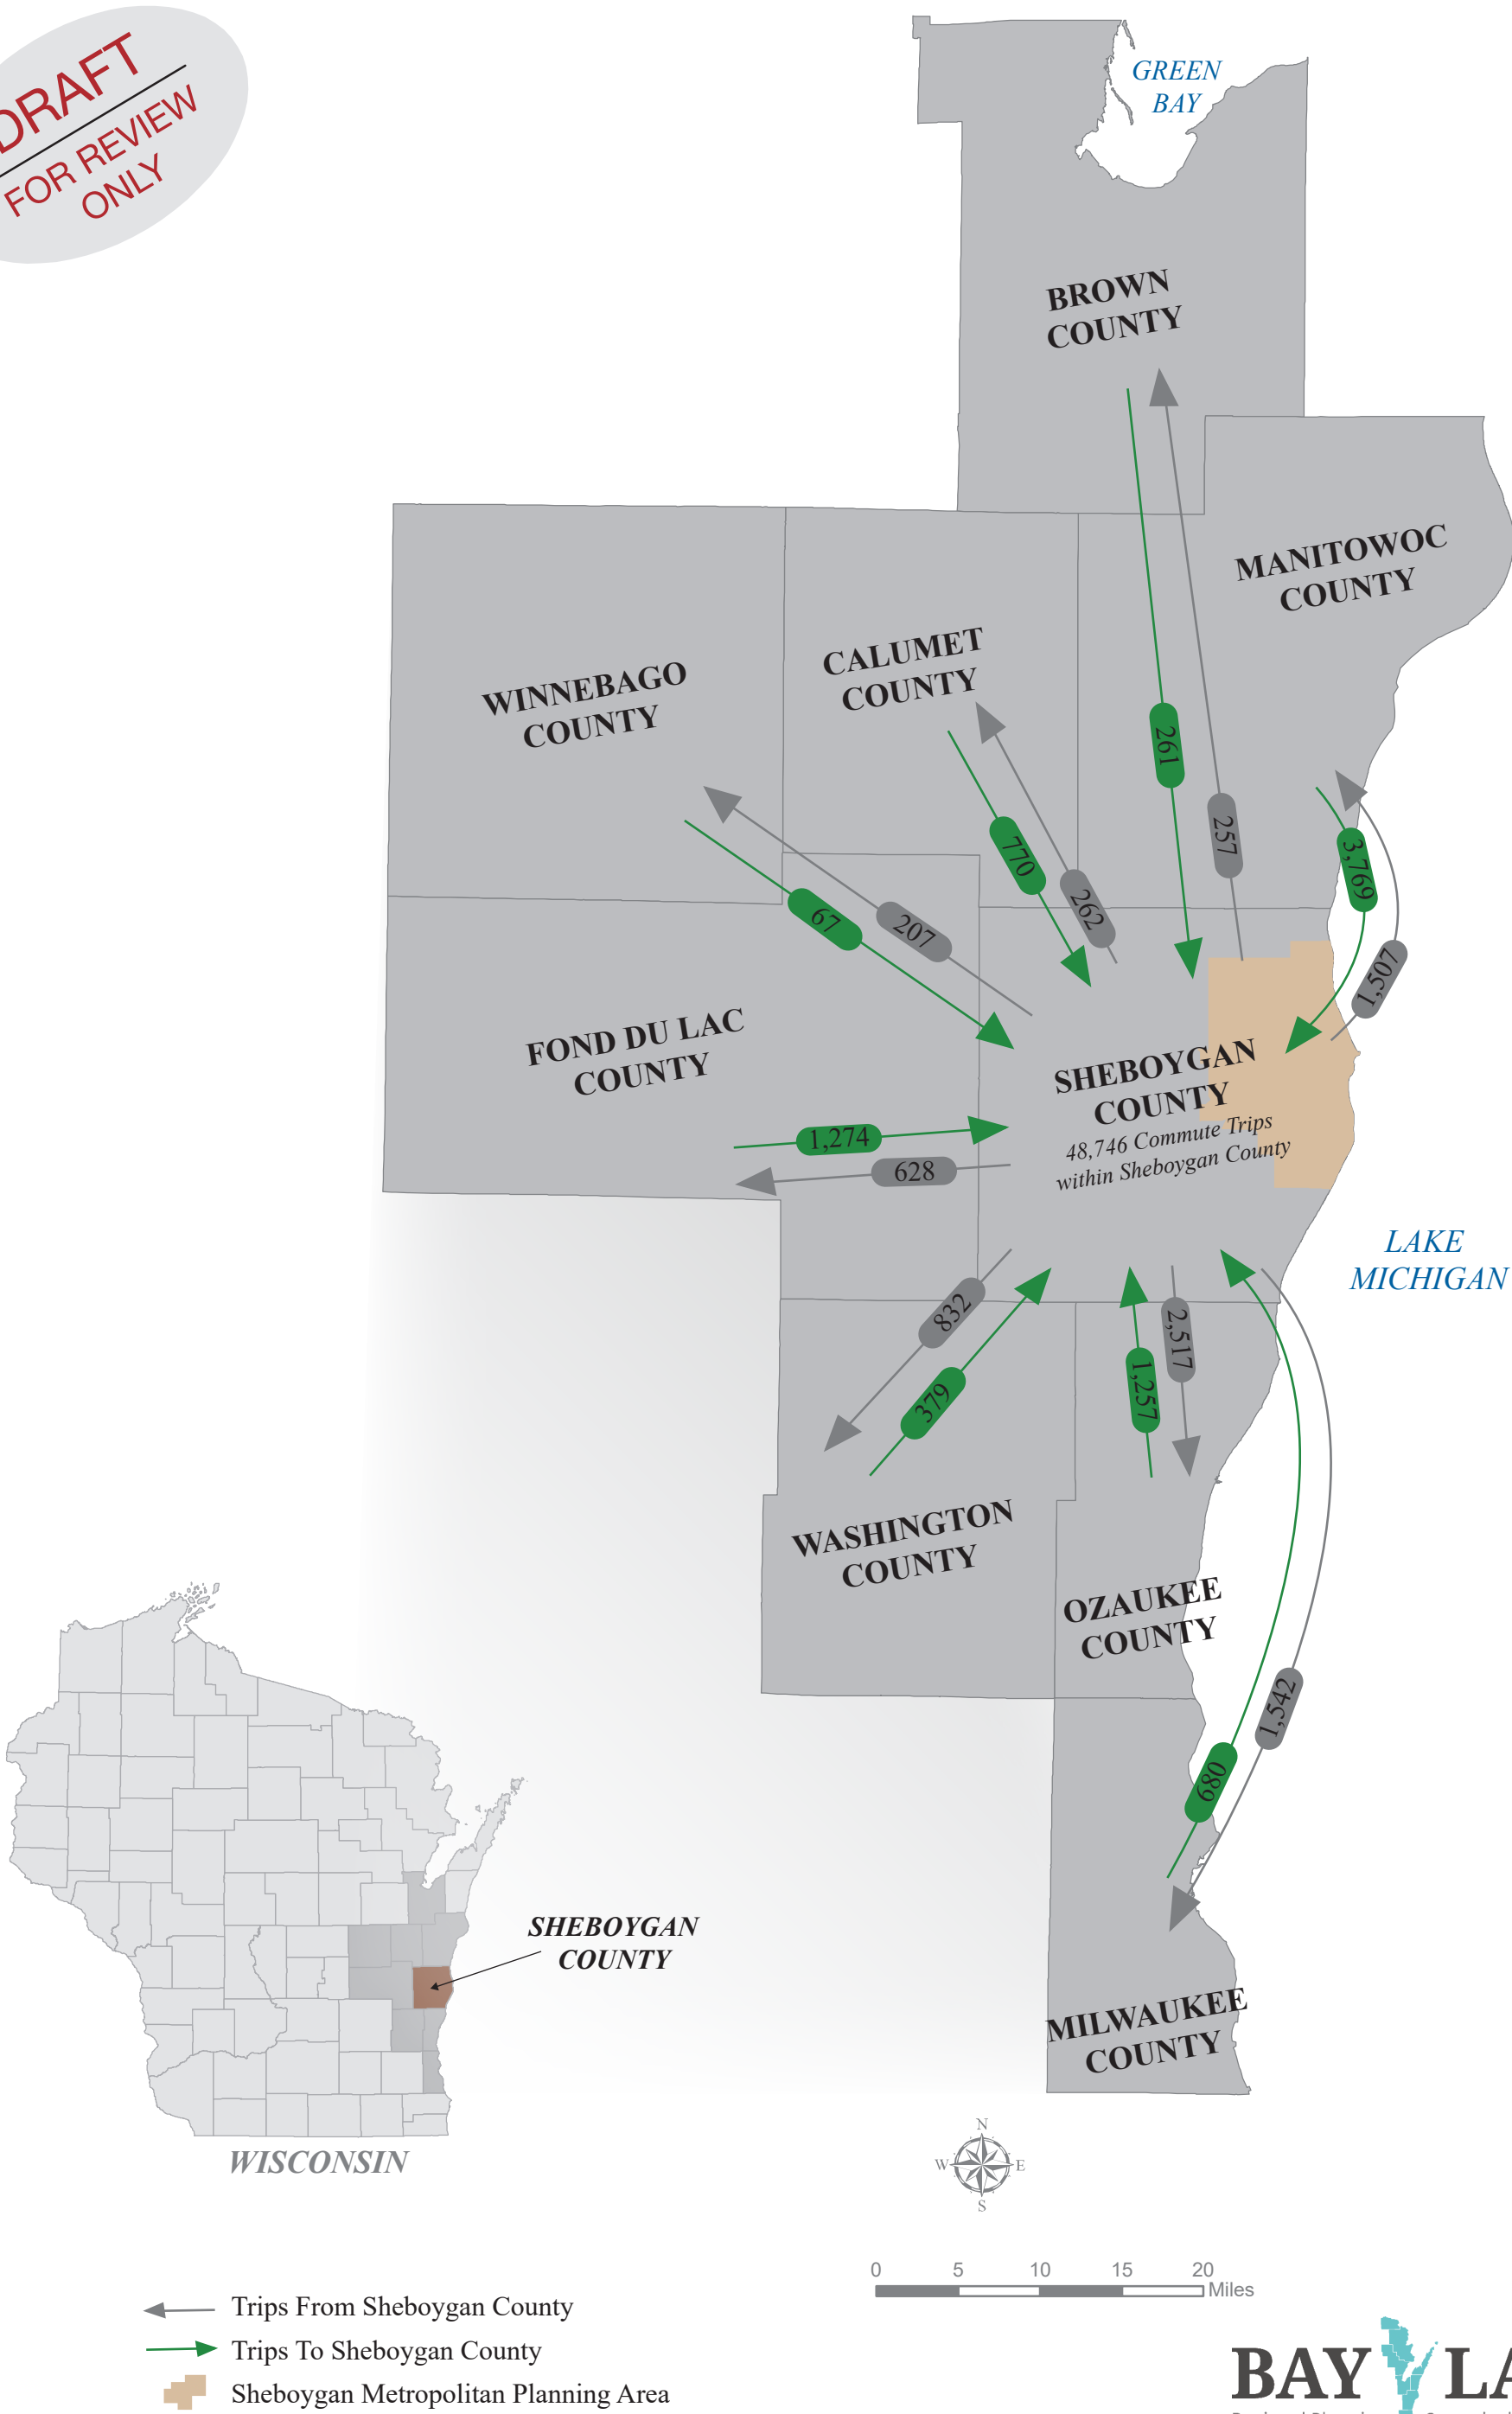 DRAFT
FOR REVIEW
ONLY
GREEN
BAY
BROWN
COUNTY
MANITOWOC
COUNTY
CALUMET
COUNTY
WINNEBAGO
COUNTY
261
257
770
262
3,769
67
207
1,507
FOND DU LAC
COUNTY
SHEBOYGAN
COUNTY
48,746 Commute Trips
within Sheboygan County
1,274
628
LAKE
MICHIGAN
832
2,517
379
1,257
WASHINGTON
COUNTY
OZAUKEE
COUNTY
1,542
680
SHEBOYGAN
COUNTY
MILWAUKEE
COUNTY
WISCONSIN
N
W E
S
0 5 10 15 20
Miles
Trips From Sheboygan County
Trips To Sheboygan County
Sheboygan Metropolitan Planning Area
BAY LA